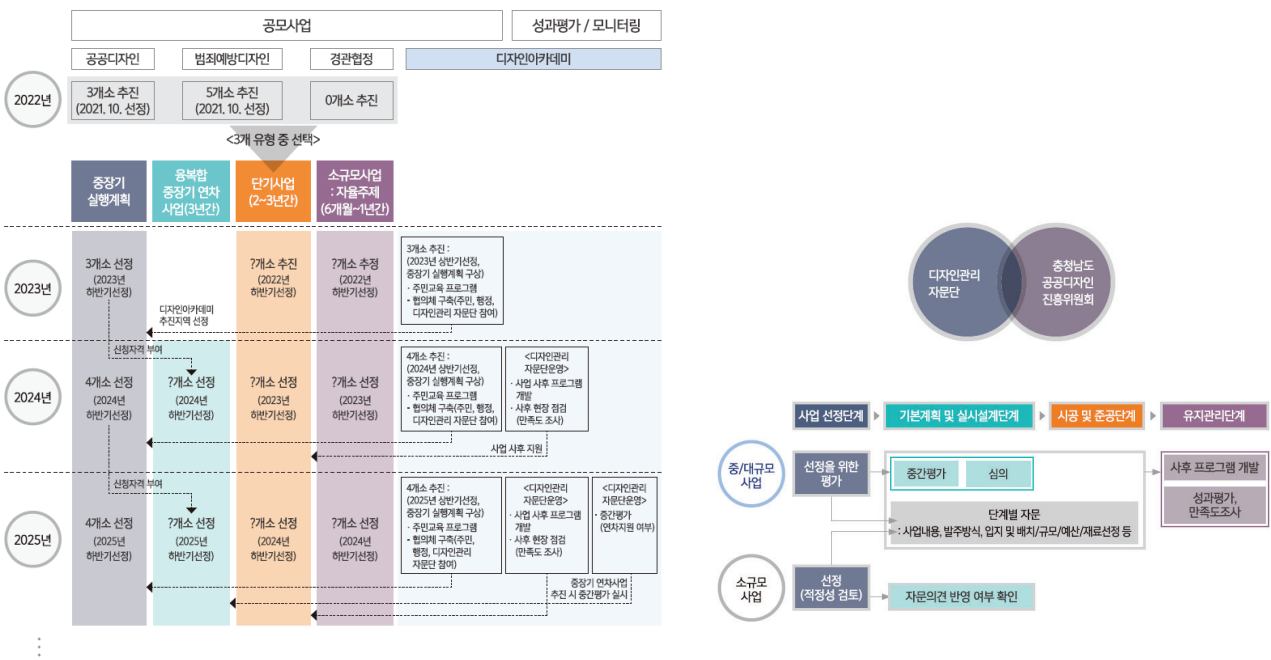 공모사업
성과평가 / 모니터링
공공디자인
범죄예방디자인
경관협정
디자인아카데미
2022년
3개소 추진
(2021. 10. 선정)
5개소 추진
(2021. 10. 선정)
0개소 추진
<3개 유형 중 선택>
중장기
실행계획
융복합
중장기 연차
사업(3년간)
단기사업
(2~3년간)
소규모사업
: 자율주제
(6개월~1년간)
2023년
3개소 선정
(2023년
하반기선정)
디자인아카데미
추진지역 선정
?개소 추진
(2022년
하반기선정)
?개소 추정
(2022년
하반기선정)
3개소 추진 :
(2023년 상반기선정,
중장기 실행계획 구상)
· 주민교육 프로그램
- 협의체 구축(주민, 행정,
디자인관리 자문단 참여)
신청자격 부여
2024년
4개소 선정
(2024년
하반기선정)
?개소 선정
(2024년
하반기선정)
?개소 선정
(2023년
하반기선정)
?개소 선정
(2023년
하반기선정)
4개소 추진 :
(2024년 상반기선정,
중장기 실행계획 구상)
· 주민교육 프로그램
- 협의체 구축(주민, 행정,
디자인관리 자문단 참여)
<디자인관리
자문단운영>
· 사업 사후 프로그램
개발
· 사후 현장 점검
(만족도 조사)
사업 사후 지원
신청자격 부여
2025년
4개소 선정
(2025년
하반기선정)
?개소 선정
(2025년
하반기선정)
?개소 선정
(2024년
하반기선정)
?개소 선정
(2024년
하반기선정)
4개소 추진 :
(2025년 상반기선정,
중장기 실행계획 구상)
· 주민교육 프로그램
- 협의체 구축(주민,
행정, 디자인관리
자문단 참여)
<디자인관리
자문단운영>
· 사업 사후 프로그램
개발
· 사후 현장 점검
(만족도 조사)
<디자인관리
자문단운영>
· 중간평가
(연차지원 여부)
중장기 연차사업
추진 시 중간평가 실시
디자인관리
자문단
충청남도
공공디자인
진흥위원회
사업 선정단계
기본계획 및 실시설계단계
시공 및 준공단계
유지관리단계
중/대규모
사업
선정을 위한
평가
중간평가
심의
사후 프로그램 개발
성과평가,
만족도조사
단계별 자문
: 사업내용, 발주방식, 입지 및 배치/규모/예산/재료선정 등
소규모
사업
선정
(적정성 검토)
자문의견 반영 여부 확인